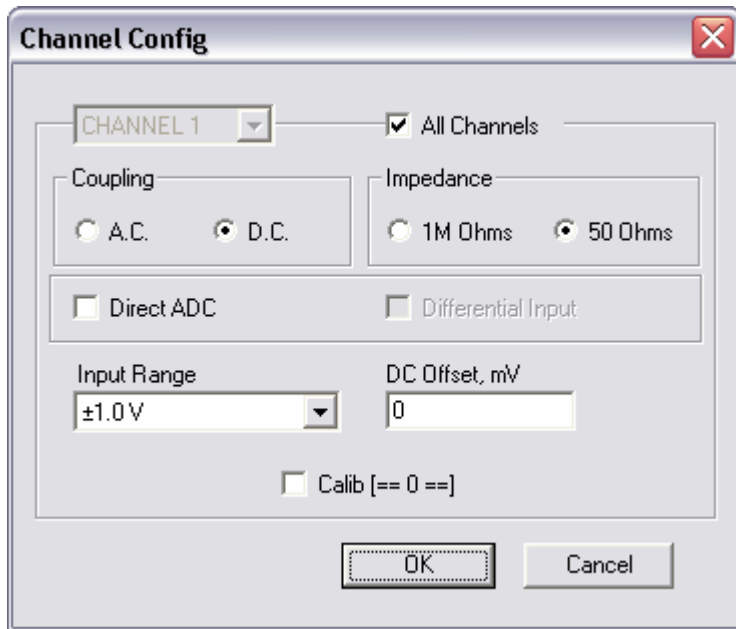 Channel Config
CHANNEL 1
All Channels
Coupling
Impedance
A.C.
D.C.
1M Ohms
50 Ohms
Direct ADC
Differential Input
Input Range
DC Offset, mV
±1.0 V
0
Calib [== 0 ==]
OK
Cancel